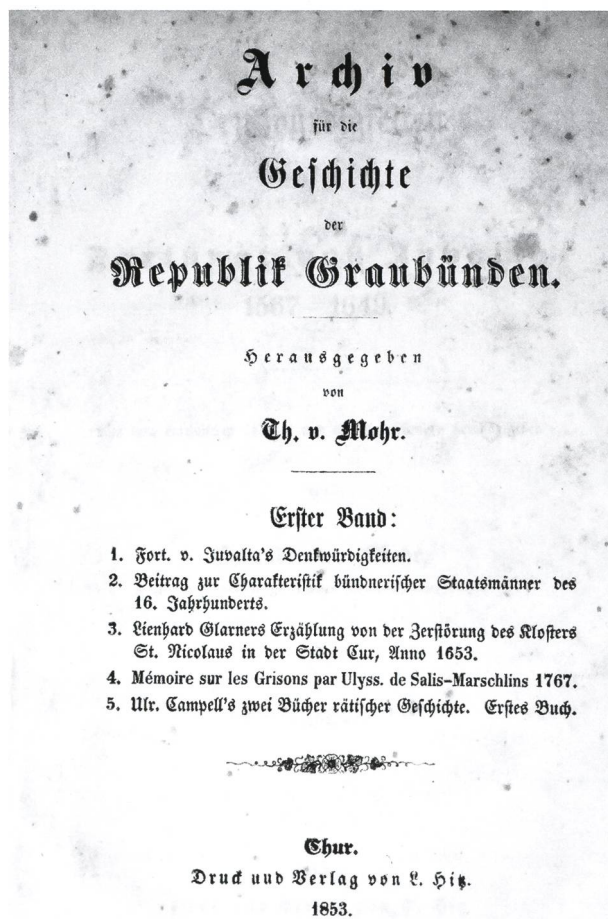 Archiv
für die
Geschichte
der
Republik Graubünden.
Herausgegeben
von
Th. v. Mohr.
Erster Band:
1. Fort. v. Juvalta's Denkwürdigkeiten.
2. Beitrag zur Charakteristik bündnerischer Staatsmänner des
16. Jahrhunderts.
3. Lienhard Glarners Erzählung von der Zerstörung des Klosters
St. Nicolaus in der Stadt Cur, Anno 1653.
4. Mémoire sur les Grisons par Ulyss. de Salis-Marschlins 1767.
5. Ulr. Campell's zwei Bücher rätischer Geschichte. Erstes Buch.
Chur.
Druck und Verlag von L. Hitz.
1853.